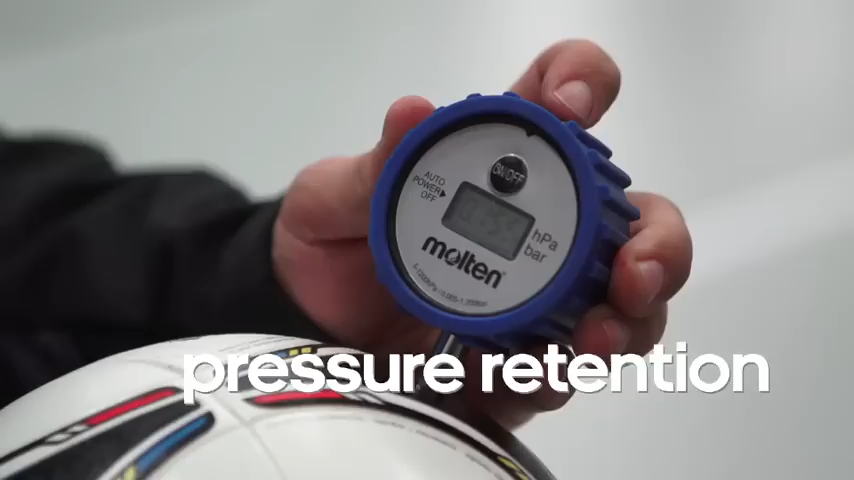 ON/OFF
AUTO
POWER
OFF
hPa
bar
molten
pressure retention